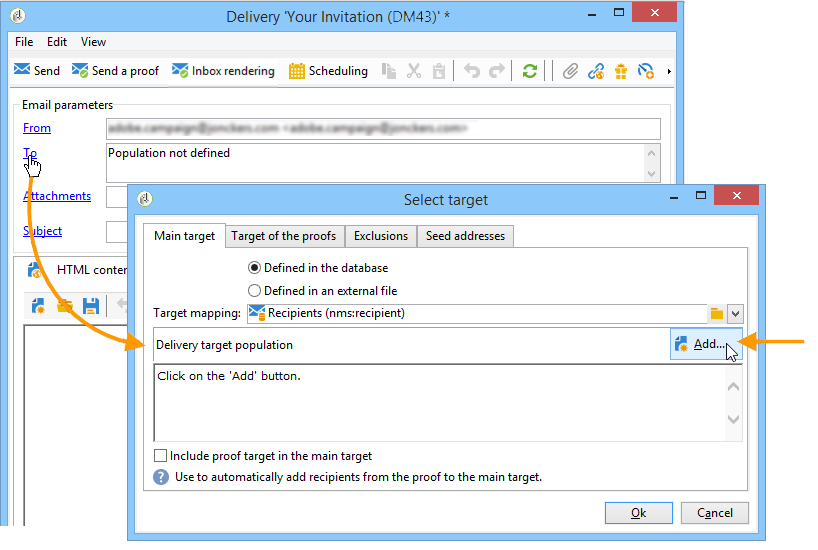 Delivery 'Your Invitation (DM43)' *
File Edit View
Send Send a proof Inbox rendering Scheduling
Email parameters
From
To Population not defined
Attachments
Subject
HTML conten
Select target
Main target Target of the proofs Exclusions Seed addresses
Defined in the database
Defined in an external file
Target mapping: Recipients (nms:recipient)
Delivery target population Add...
Click on the 'Add' button.
Include proof target in the main target
? Use to automatically add recipients from the proof to the main target.
Ok Cancel